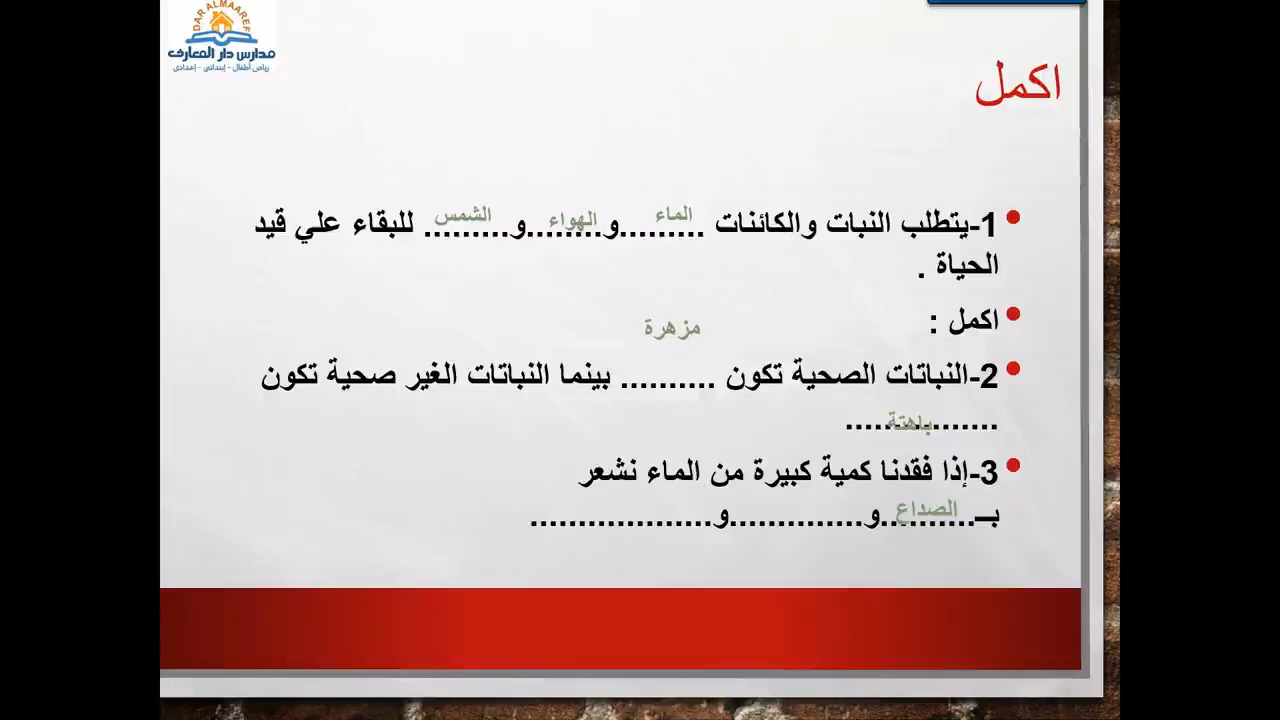 DAR ALMAAREF
مدارس دار المعارف
رياض أطفال - إبتدائى - إعدادى
اكمل
1-يتطلب النبات والكائنات .........و........و......... للبقاء علي قيد
الماء
الهواء
الشمس
الحياة .
اكمل :
مزهرة
2-النباتات الصحية تكون .......... بينما النباتات الغير صحية تكون
................
باهتة
3-إذا فقدنا كمية كبيرة من الماء نشعر
بـ..........و..............و...................
الصداع